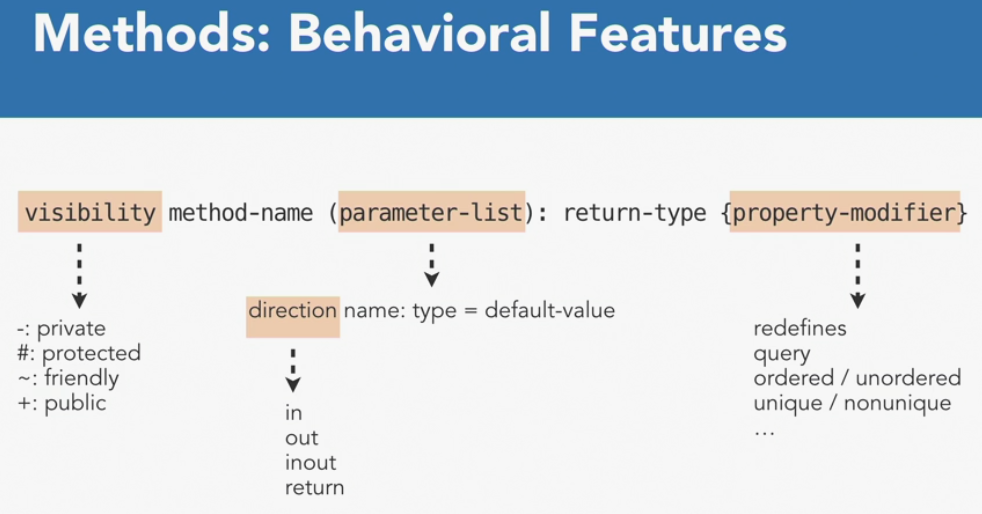 Methods: Behavioral Features
visibility method-name (parameter-list): return-type {property-modifier}
direction name: type = default-value
-: private
#: protected
~: friendly
+: public
in
out
inout
return
redefines
query
ordered / unordered
unique / nonunique
...